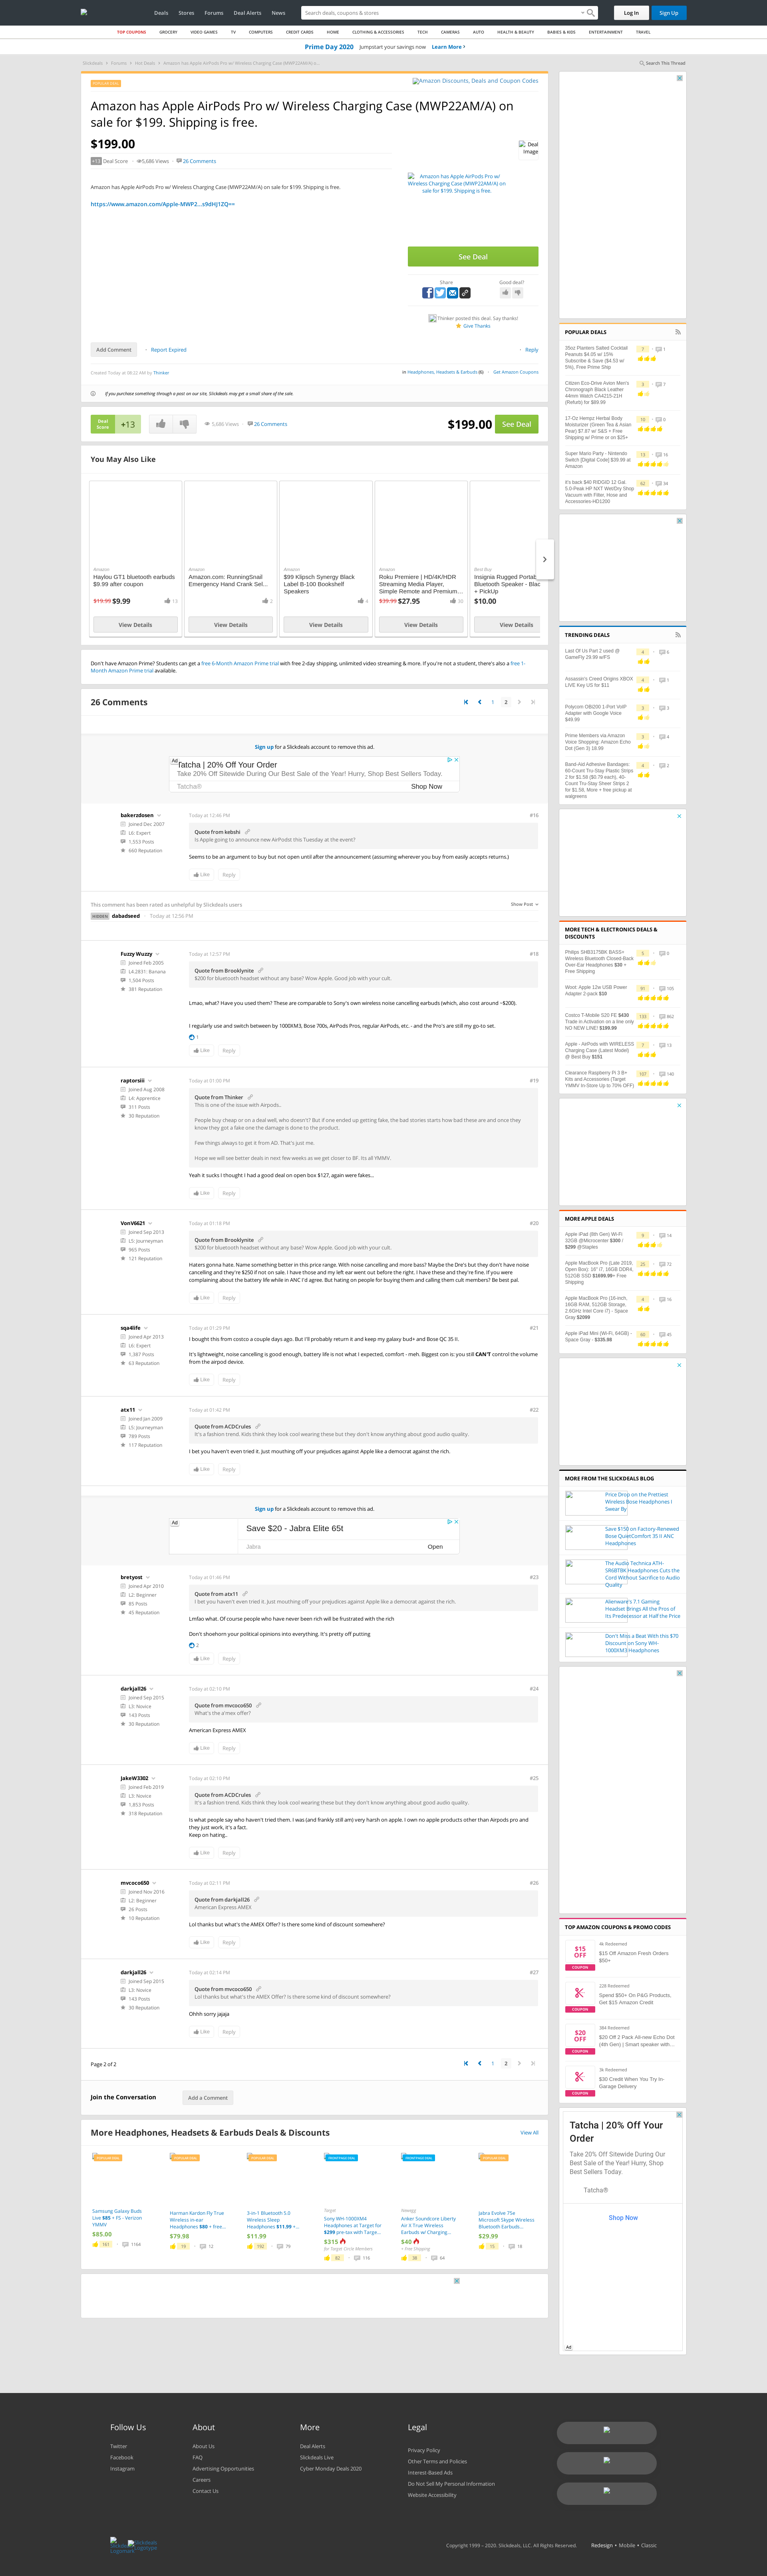 Deals Stores Forums Deal Alerts News
Search deals, coupons & stores
Log In Sign Up
TOP COUPONS GROCERY VIDEO GAMES TV COMPUTERS CREDIT CARDS HOME CLOTHING & ACCESSORIES TECH CAMERAS AUTO HEALTH & BEAUTY BABIES & KIDS ENTERTAINMENT TRAVEL
Prime Day 2020 Jumpstart your savings now Learn More
Slickdeals Forums Hot Deals Amazon has Apple AirPods Pro w/ Wireless Charging Case (MWP22AM/A) o...
Search This Thread
Amazon Discounts, Deals and Coupon Codes
Amazon has Apple AirPods Pro w/ Wireless Charging Case (MWP22AM/A) on
sale for $199. Shipping is free.
$199.00
Deal
Image
+13 Deal Score 5,686 Views 26 Comments
Amazon has Apple AirPods Pro w/ Wireless Charging Case (MWP22AM/A) on sale for $199. Shipping is free.
https://www.amazon.com/Apple-MWP2...s9dHJ1ZQ==
Amazon has Apple AirPods Pro w/
Wireless Charging Case (MWP22AM/A) on
sale for $199. Shipping is free.
See Deal
Share Good deal?
Thinker posted this deal. Say thanks!
Give Thanks
Add Comment Report Expired Reply
Created Today at 08:22 AM by Thinker
in Headphones, Headsets & Earbuds (6) Get Amazon Coupons
If you purchase something through a post on our site, Slickdeals may get a small share of the sale.
Deal
Score
+13
5,686 Views 26 Comments
$199.00 See Deal
You May Also Like
Amazon
Haylou GT1 bluetooth earbuds
$9.99 after coupon
$19.99 $9.99 13
View Details
Amazon
Amazon.com: RunningSnail
Emergency Hand Crank Sel...
2
View Details
Amazon
$99 Klipsch Synergy Black
Label B-100 Bookshelf
Speakers
4
View Details
Amazon
Roku Premiere | HD/4K/HDR
Streaming Media Player,
Simple Remote and Premium...
$39.99 $27.95 30
View Details
Best Buy
Insignia Rugged Portab
Bluetooth Speaker - Blac
+ PickUp
$10.00
View Details
Don't have Amazon Prime? Students can get a free 6-Month Amazon Prime trial with free 2-day shipping, unlimited video streaming & more. If you're not a student, there's also a free 1-
Month Amazon Prime trial available.
26 Comments
1 2
Sign up for a Slickdeals account to remove this ad.
Ad
Tatcha | 20% Off Your Order
Take 20% Off Sitewide During Our Best Sale of the Year! Hurry, Shop Best Sellers Today.
Tatcha® Shop Now
bakerzdosen
Joined Dec 2007
L6: Expert
1,553 Posts
660 Reputation
Today at 12:46 PM #16
Quote from kebshi
Is Apple going to announce new AirPodst this Tuesday at the event?
Seems to be an argument to buy but not open until after the announcement (assuming wherever you buy from easily accepts returns.)
Like Reply
This comment has been rated as unhelpful by Slickdeals users
Show Post
HIDDEN dabadseed Today at 12:56 PM
Fuzzy Wuzzy
Joined Feb 2005
L4.2831: Banana
1,504 Posts
381 Reputation
Today at 12:57 PM #18
Quote from Brooklynite
$200 for bluetooth headset without any base? Wow Apple. Good job with your cult.
Lmao, what? Have you used them? These are comparable to Sony's own wireless noise cancelling earbuds (which, also cost around ~$200).
I regularly use and switch between by 1000XM3, Bose 700s, AirPods Pros, regular AirPods, etc. - and the Pro's are still my go-to set.
1
Like Reply
raptorsiii
Joined Aug 2008
L4: Apprentice
311 Posts
30 Reputation
Today at 01:00 PM #19
Quote from Thinker
This is one of the issue with Airpods..
People buy cheap or on a deal well, who doesn't?? But if one ended up getting fake, the bad stories starts how bad these are and once they
know that they got a fake one the damage is done to the product.
Few things always to get it from AD. That's just me.
Hope we will see better deals in next few weeks as we get closer to BF. Its all YMMV.
Yeah it sucks I thought I had a good deal on open box $127, again were fakes...
Like Reply
VonV6621
Joined Sep 2013
L5: Journeyman
965 Posts
121 Reputation
Today at 01:18 PM #20
Quote from Brooklynite
$200 for bluetooth headset without any base? Wow Apple. Good job with your cult.
Haters gonna hate. Name something better in this price range. With noise cancelling for working out and Apple Care they're totally worth it. They're
amazing and they're $250 if not on sale. I have those and my wife wont let me wear out earbuds together. Maybe that's they're issue, if you were
complaining about the battery life while in ANC I'd agree. But hating on people for buying and enjoying a product and calling them cult members? Be best pal.
Like Reply
sqa4life
Joined Apr 2013
L6: Expert
1,387 Posts
63 Reputation
Today at 01:29 PM #21
I bought this from costco a couple days ago. But I'll probably return it and keep my galaxy bud+ and Bose QC 35 II.
It's lightweight, noise cancelling is good enough, battery life is not what I expected, comfort - meh. Biggest con is: you still CAN'T control the volume
from the airpod device.
Like Reply
atx11
Joined Jan 2009
L5: Journeyman
789 Posts
117 Reputation
Today at 01:42 PM #22
Quote from ACDCrules
It's a fashion trend. Kids think they look cool wearing these but they don't know anything about good audio quality.
I bet you haven't even tried it. Just mouthing off your prejudices against Apple like a democrat against the rich.
Like Reply
Sign up for a Slickdeals account to remove this ad.
Ad
Save $20 - Jabra Elite 65t
Jabra Open
bretyost
Joined Apr 2010
L2: Beginner
85 Posts
45 Reputation
Today at 01:46 PM #23
Quote from atx11
I bet you haven't even tried it. Just mouthing off your prejudices against Apple like a democrat against the rich.
Lmfao what. Of course people who have never been rich will be frustrated with the rich
Don't shoehorn your political opinions into everything. It's pretty off putting
2
Like Reply
darkjall26
Joined Sep 2015
L3: Novice
143 Posts
30 Reputation
Today at 02:10 PM #24
Quote from mvcoco650
What's the a'mex offer?
American Express AMEX
Like Reply
JakeW3302
Joined Feb 2019
L3: Novice
1,853 Posts
318 Reputation
Today at 02:10 PM #25
Quote from ACDCrules
It's a fashion trend. Kids think they look cool wearing these but they don't know anything about good audio quality.
Is what people say who haven't tried them. I was (and frankly still am) very harsh on apple. I own no apple products other than Airpods pro and
they just work, it's a fact.
Keep on hating..
Like Reply
mvcoco650
Joined Nov 2016
L2: Beginner
26 Posts
10 Reputation
Today at 02:11 PM #26
Quote from darkjall26
American Express AMEX
Lol thanks but what's the AMEX Offer? Is there some kind of discount somewhere?
Like Reply
darkjall26
Joined Sep 2015
L3: Novice
143 Posts
30 Reputation
Today at 02:14 PM #27
Quote from mvcoco650
Lol thanks but what's the AMEX Offer? Is there some kind of discount somewhere?
Ohhh sorry jajaja
Like Reply
Page 2 of 2
1 2
Join the Conversation Add a Comment
More Headphones, Headsets & Earbuds Deals & Discounts View All
Samsung Galaxy Buds
Live $85 + FS - Verizon
YMMV
$85.00
161 1164
Harman Kardon Fly True
Wireless in-ear
Headphones $80 + free...
$79.98
19 12
3-in-1 Bluetooth 5.0
Wireless Sleep
Headphones $11.99 +...
$11.99
192 79
Target
Sony WH-1000XM4
Headphones at Target for
$299 pre-tax with Targe...
$315
for Target Circle Members
82 116
Newegg
Anker SoundCore Liberty
Air X True Wireless
Earbuds w/ Charging...
$40
+ Free Shipping
38 64
Jabra Evolve 75e
Microsoft Skype Wireless
Bluetooth Earbuds...
$29.99
15 18
POPULAR DEALS
35oz Planters Salted Cocktail
Peanuts $4.05 w/ 15%
Subscribe & Save ($4.53 w/
5%), Free Prime Ship
7 1
Citizen Eco-Drive Avion Men's
Chronograph Black Leather
44mm Watch CA4215-21H
(Refurb) for $89.99
3 7
17-Oz Hempz Herbal Body
Moisturizer (Green Tea & Asian
Pear) $7.87 w/ S&S + Free
Shipping w/ Prime or on $25+
10 0
Super Mario Party - Nintendo
Switch [Digital Code] $39.99 at
Amazon
13 16
It's back $40 RIDGID 12 Gal.
5.0-Peak HP NXT Wet/Dry Shop
Vacuum with Filter, Hose and
Accessories-HD1200
62 34
TRENDING DEALS
Last Of Us Part 2 used @
GameFly 29.99 w/FS
4 6
Assassin's Creed Origins XBOX
LIVE Key US for $11
4 1
Polycom OBi200 1-Port VoIP
Adapter with Google Voice
$49.99
3 3
Prime Members via Amazon
Voice Shopping: Amazon Echo
Dot (Gen 3) 18.99
3 4
Band-Aid Adhesive Bandages:
60-Count Tru-Stay Plastic Strips
2 for $1.58 ($0.79 each), 40-
Count Tru-Stay Sheer Strips 2
for $1.58, More + free pickup at
walgreens
4 2
MORE TECH & ELECTRONICS DEALS &
DISCOUNTS
Philips SHB3175BK BASS+
Wireless Bluetooth Closed-Back
Over-Ear Headphones $30 +
Free Shipping
5 0
Woot: Apple 12w USB Power
Adapter 2-pack $10
91 105
Costco T-Mobile S20 FE $430
Trade in Activation on a line only
NO NEW LINE! $199.99
133 862
Apple - AirPods with WIRELESS
Charging Case (Latest Model)
@ Best Buy $151
7 13
Clearance Raspberry Pi 3 B+
Kits and Accessories (Target
YMMV In-Store Up to 70% OFF)
107 140
MORE APPLE DEALS
Apple iPad (8th Gen) Wi-Fi
32GB @Microcenter $300 /
$299 @Staples
9 14
Apple MacBook Pro (Late 2019,
Open Box): 16" i7, 16GB DDR4,
512GB SSD $1699.99+ Free
Shipping
25 72
Apple MacBook Pro (16-Inch,
16GB RAM, 512GB Storage,
2.6GHz Intel Core i7) - Space
Gray $2099
4 16
Apple iPad Mini (Wi-Fi, 64GB) -
Space Gray - $335.98
60 45
MORE FROM THE SLICKDEALS BLOG
Price Drop on the Prettiest
Wireless Bose Headphones I
Swear By
Save $150 on Factory-Renewed
Bose QuietComfort 35 II ANC
Headphones
The Audio Technica ATH-
SR6BTBK Headphones Cuts the
Cord Without Sacrifice to Audio
Quality
Alienware's 7.1 Gaming
Headset Brings All the Pros of
Its Predecessor at Half the Price
Don't Miss a Beat With this $70
Discount on Sony WH-
1000XM3 Headphones
TOP AMAZON COUPONS & PROMO CODES
$15
OFF
COUPON
4k Redeemed
$15 Off Amazon Fresh Orders
$50+
COUPON
228 Redeemed
Spend $50+ On P&G Products,
Get $15 Amazon Credit
$20
OFF
COUPON
384 Redeemed
$20 Off 2 Pack All-new Echo Dot
(4th Gen) | Smart speaker with...
COUPON
3k Redeemed
$30 Credit When You Try In-
Garage Delivery
Tatcha | 20% Off Your
Order
Take 20% Off Sitewide During Our
Best Sale of the Year! Hurry, Shop
Best Sellers Today.
Tatcha®
Shop Now
Ad
Follow Us
Twitter
Facebook
Instagram
About
About Us
FAQ
Advertising Opportunities
Careers
Contact Us
More
Deal Alerts
Slickdeals Live
Cyber Monday Deals 2020
Legal
Privacy Policy
Other Terms and Policies
Interest-Based Ads
Do Not Sell My Personal Information
Website Accessibility
Copyright 1999 – 2020. Slickdeals, LLC. All Rights Reserved. Redesign • Mobile • Classic